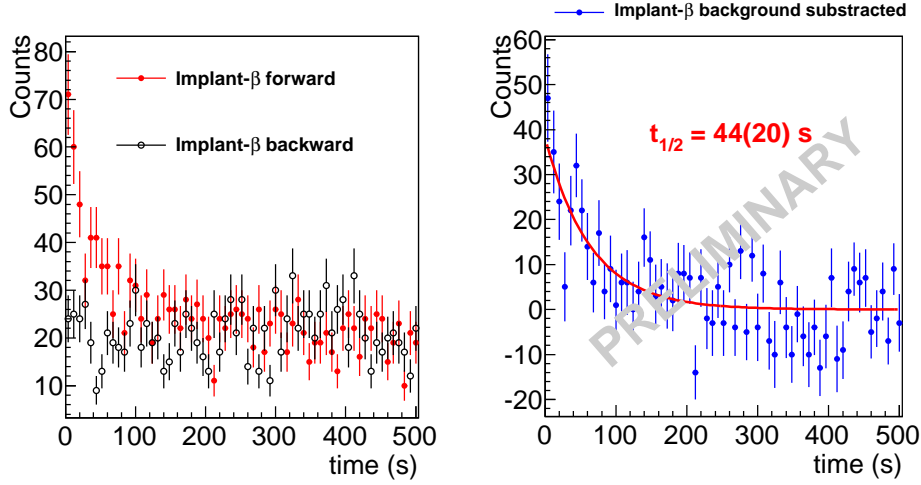 Implant-β background substracted
Counts
80
70
60
50
40
30
20
10
0 100 200 300 400 500
time (s)
Implant-β forward
Implant-β backward
Counts
60
50
40
30
20
10
0
-10
-20
0 100 200 300 400 500
time (s)
t1/2 = 44(20) s
PRELIMINARY